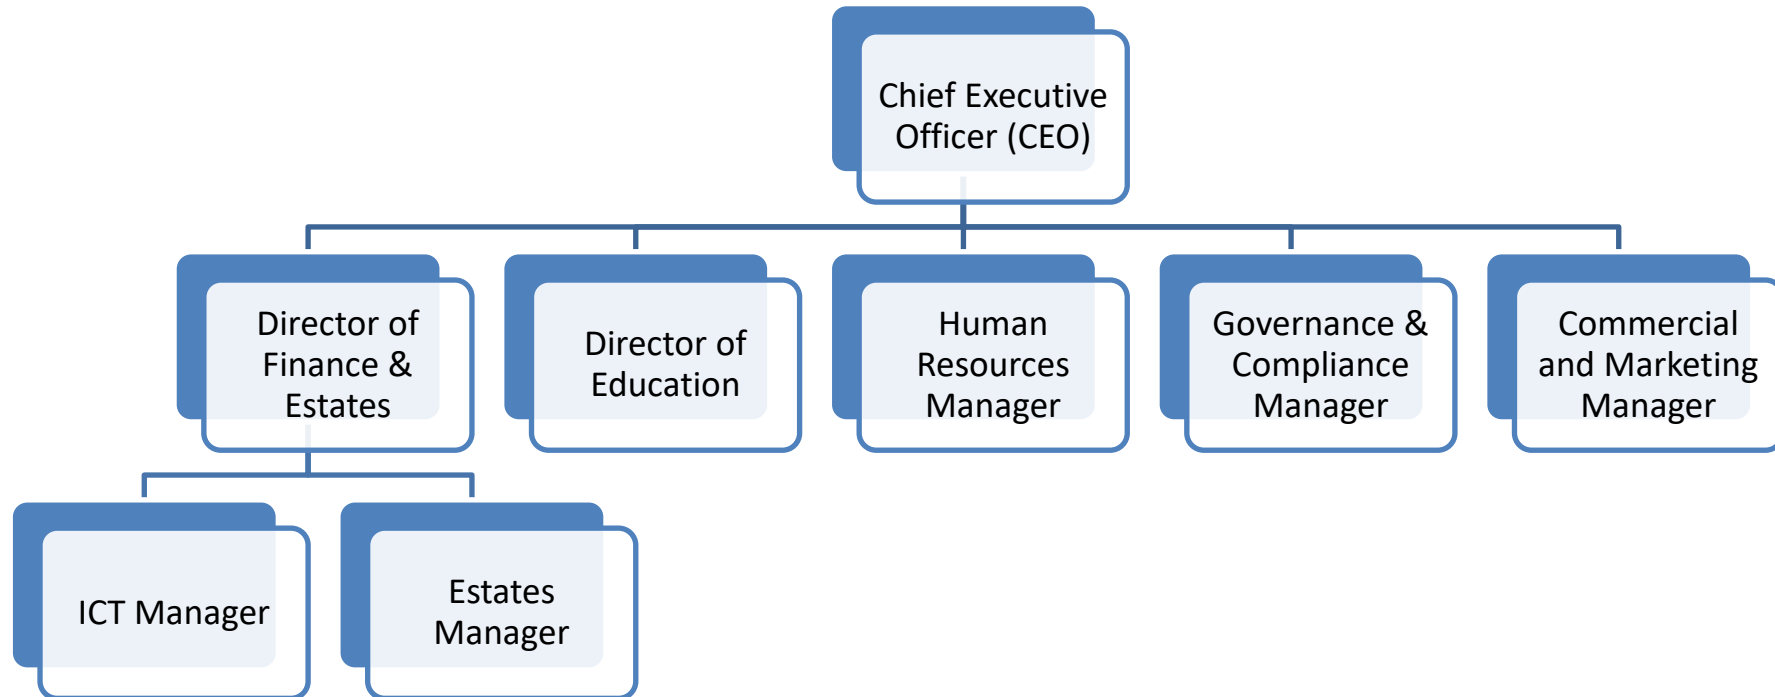 Chief Executive
Officer (CEO)
Director of
Finance &
Estates
Director of
Education
Human
Resources
Manager
Governance &
Compliance
Manager
Commercial
and Marketing
Manager
ICT Manager
Estates
Manager